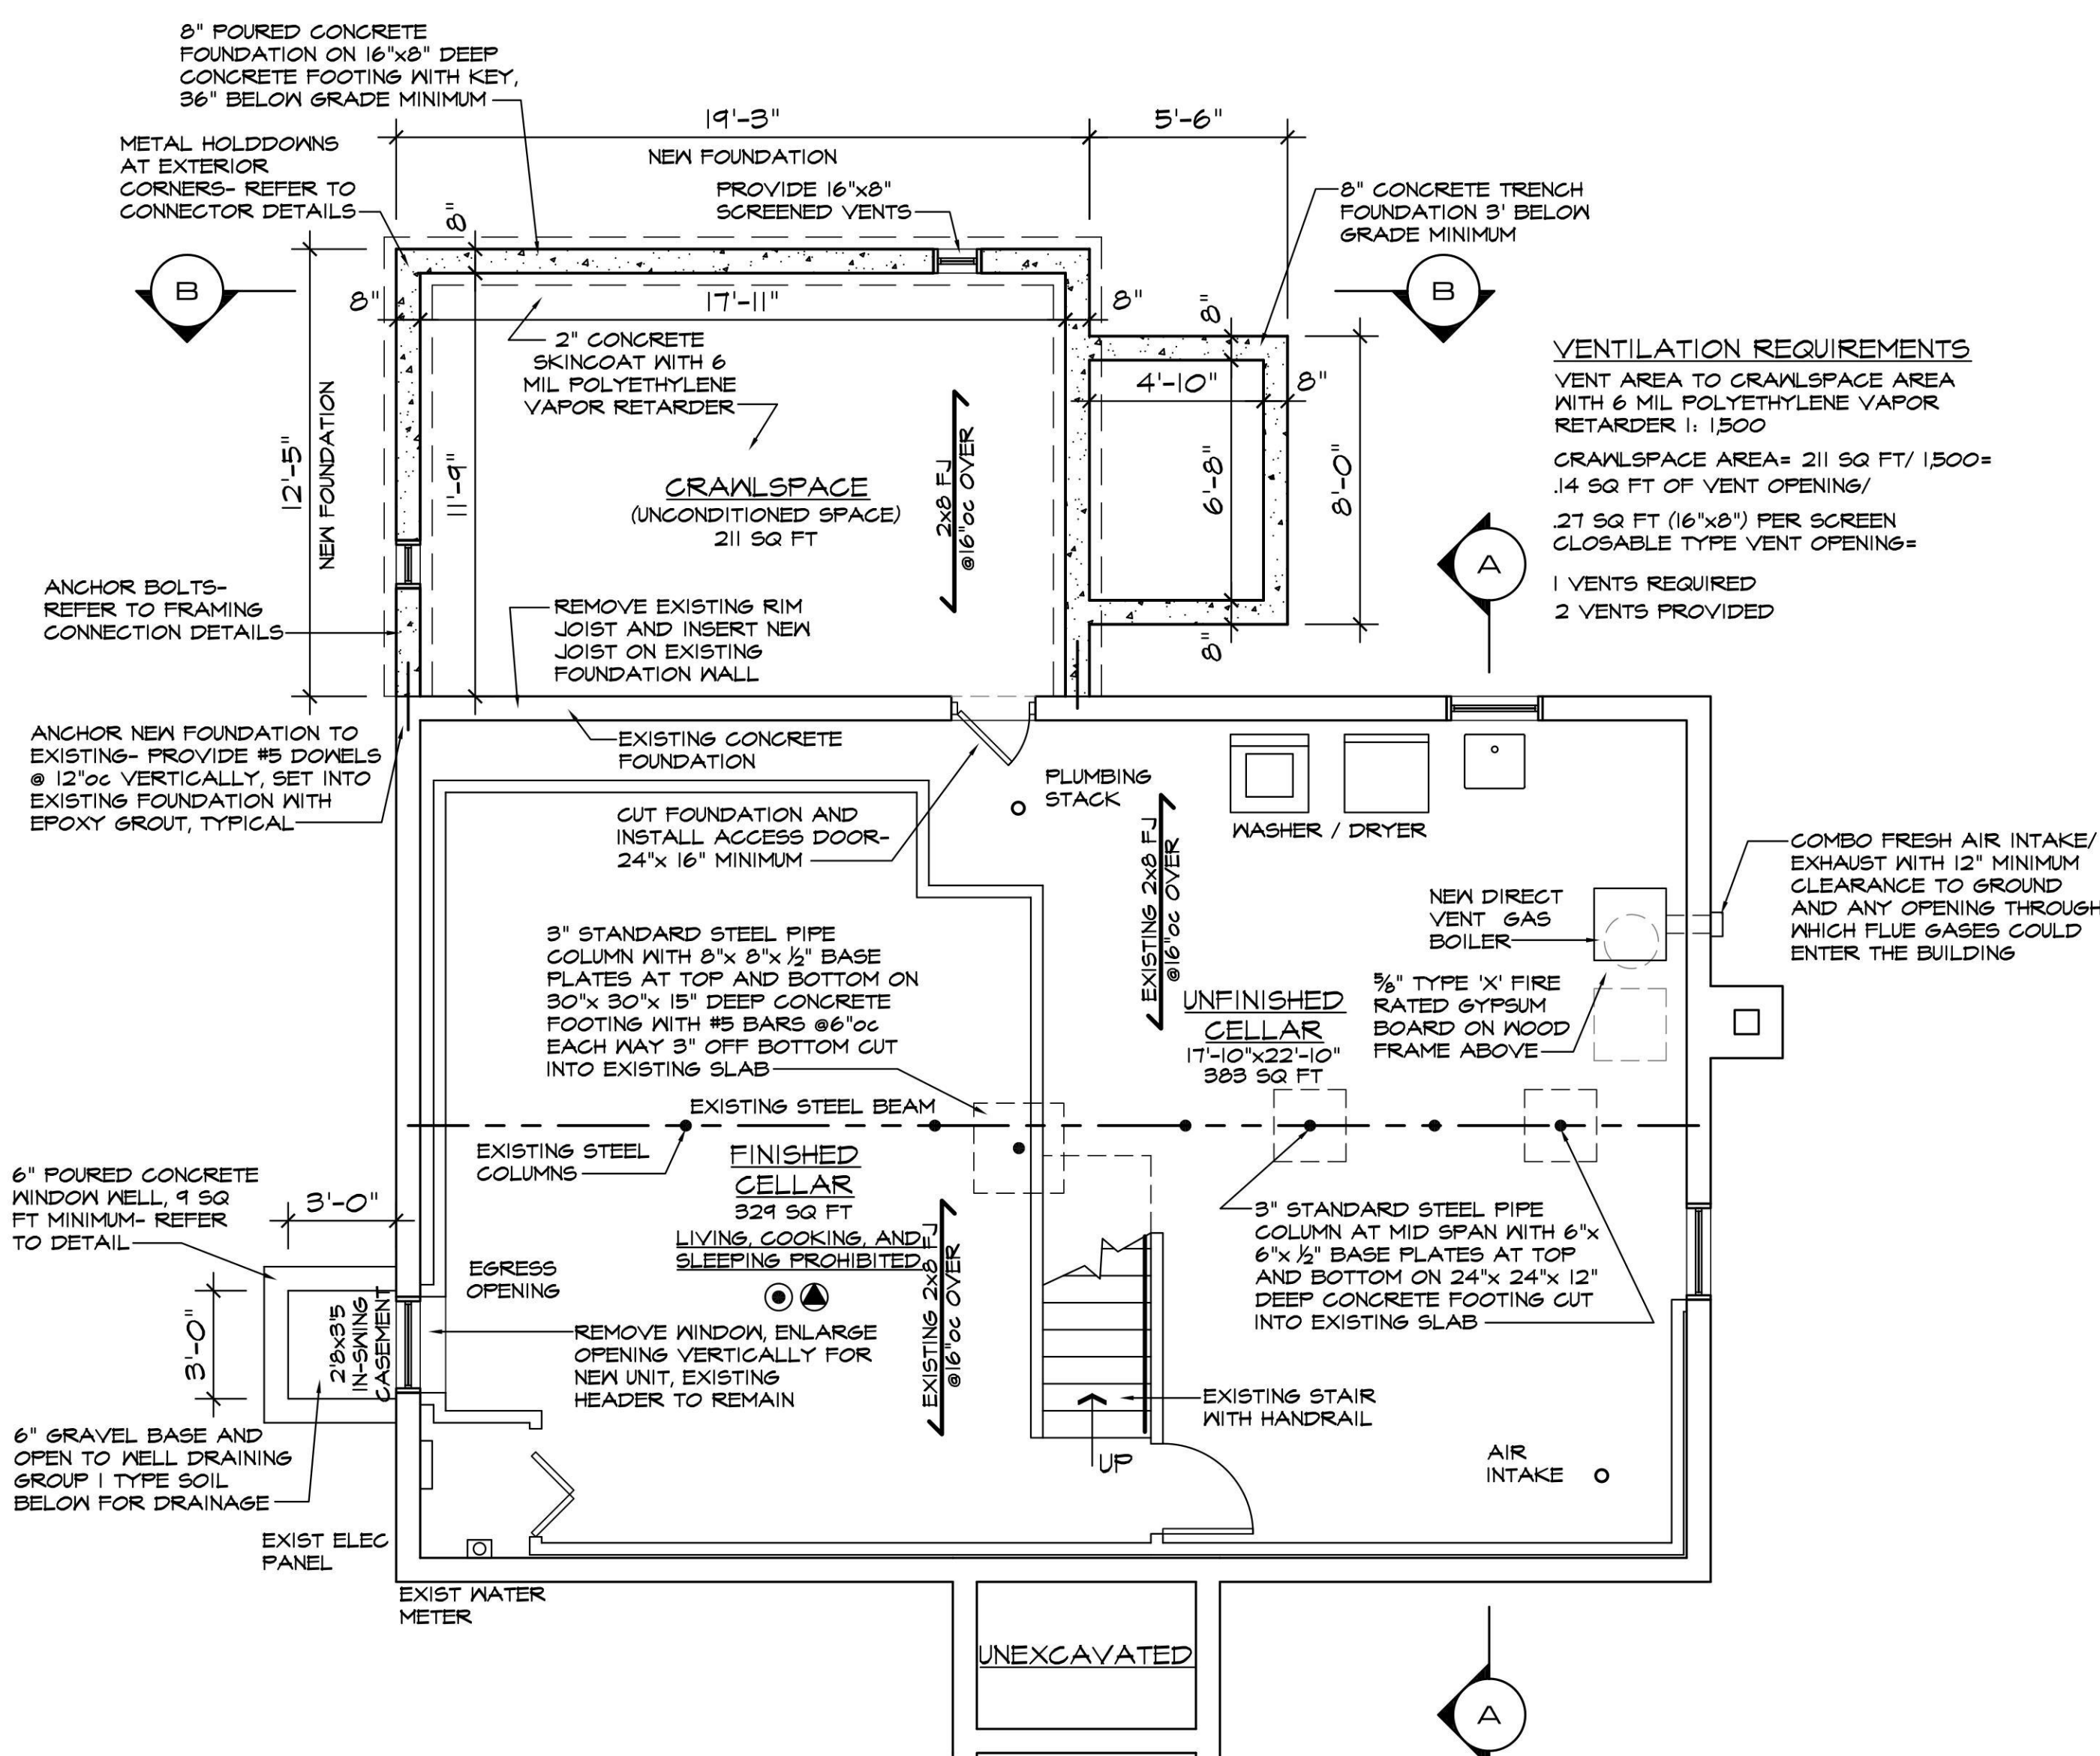 8" POURED CONCRETE
FOUNDATION ON 16"x8" DEEP
CONCRETE FOOTING WITH KEY,
36" BELOW GRADE MINIMUM
METAL HOLDDOWNS
AT EXTERIOR
CORNERS- REFER TO
CONNECTOR DETAILS
19'-3"
NEW FOUNDATION
5'-6"
PROVIDE 16"x8"
SCREENED VENTS
8" CONCRETE TRENCH
FOUNDATION 3' BELOW
GRADE MINIMUM
8"
B
B
8"
17'-11"
8"
8"
2" CONCRETE
SKINCOAT WITH 6
MIL POLYETHYLENE
VAPOR RETARDER
4'-10"
8"
12'-5"
NEW FOUNDATION
11'-9"
CRAWLSPACE
(UNCONDITIONED SPACE)
211 SQ FT
2x8 FJ
@16"oc OVER
6'-8"
8'-0"
8"
VENTILATION REQUIREMENTS
VENT AREA TO CRAWLSPACE AREA
WITH 6 MIL POLYETHYLENE VAPOR
RETARDER 1: 1,500
CRAWLSPACE AREA= 211 SQ FT/ 1,500=
.14 SQ FT OF VENT OPENING/
.27 SQ FT (16"x8") PER SCREEN
CLOSABLE TYPE VENT OPENING=
1 VENTS REQUIRED
2 VENTS PROVIDED
A
ANCHOR BOLTS-
REFER TO FRAMING
CONNECTION DETAILS
REMOVE EXISTING RIM
JOIST AND INSERT NEW
JOIST ON EXISTING
FOUNDATION WALL
ANCHOR NEW FOUNDATION TO
EXISTING- PROVIDE #5 DOWELS
@ 12"oc VERTICALLY, SET INTO
EXISTING FOUNDATION WITH
EPOXY GROUT, TYPICAL
EXISTING CONCRETE
FOUNDATION
CUT FOUNDATION AND
INSTALL ACCESS DOOR-
24"x 16" MINIMUM
PLUMBING
STACK
WASHER / DRYER
EXISTING 2x8 FJ
@16"oc OVER
COMBO FRESH AIR INTAKE/
EXHAUST WITH 12" MINIMUM
CLEARANCE TO GROUND
AND ANY OPENING THROUGH
WHICH FLUE GASES COULD
ENTER THE BUILDING
NEW DIRECT
VENT GAS
BOILER
5/8" TYPE 'X' FIRE
RATED GYPSUM
BOARD ON WOOD
FRAME ABOVE
3" STANDARD STEEL PIPE
COLUMN WITH 8"x 8"x 1/2" BASE
PLATES AT TOP AND BOTTOM ON
30"x 30"x 15" DEEP CONCRETE
FOOTING WITH #5 BARS @6"oc
EACH WAY 3" OFF BOTTOM CUT
INTO EXISTING SLAB
UNFINISHED
CELLAR
17'-10"x22'-10"
383 SQ FT
EXISTING STEEL BEAM
EXISTING STEEL
COLUMNS
FINISHED
CELLAR
329 SQ FT
LIVING, COOKING, AND
SLEEPING PROHIBITED
EXISTING 2x8 FJ
@16"oc OVER
3" STANDARD STEEL PIPE
COLUMN AT MID SPAN WITH 6"x
6"x 1/2" BASE PLATES AT TOP
AND BOTTOM ON 24"x 24"x 12"
DEEP CONCRETE FOOTING CUT
INTO EXISTING SLAB
6" POURED CONCRETE
WINDOW WELL, 9 SQ
FT MINIMUM- REFER
TO DETAIL
3'-0"
3'-0"
2'8x3'5
IN-SWING
CASEMENT
EGRESS
OPENING
REMOVE WINDOW, ENLARGE
OPENING VERTICALLY FOR
NEW UNIT, EXISTING
HEADER TO REMAIN
EXISTING STAIR
WITH HANDRAIL
UP
AIR
INTAKE
6" GRAVEL BASE AND
OPEN TO WELL DRAINING
GROUP 1 TYPE SOIL
BELOW FOR DRAINAGE
EXIST ELEC
PANEL
EXIST WATER
METER
UNEXCAVATED
A